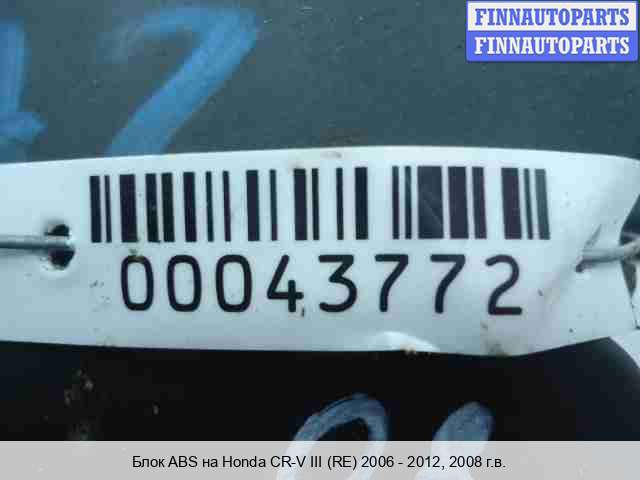 FINNAUTOPARTS
FINNAUTOPARTS
00043772
Блок ABS на Honda CR-V III (RE) 2006 - 2012, 2008 г.в.